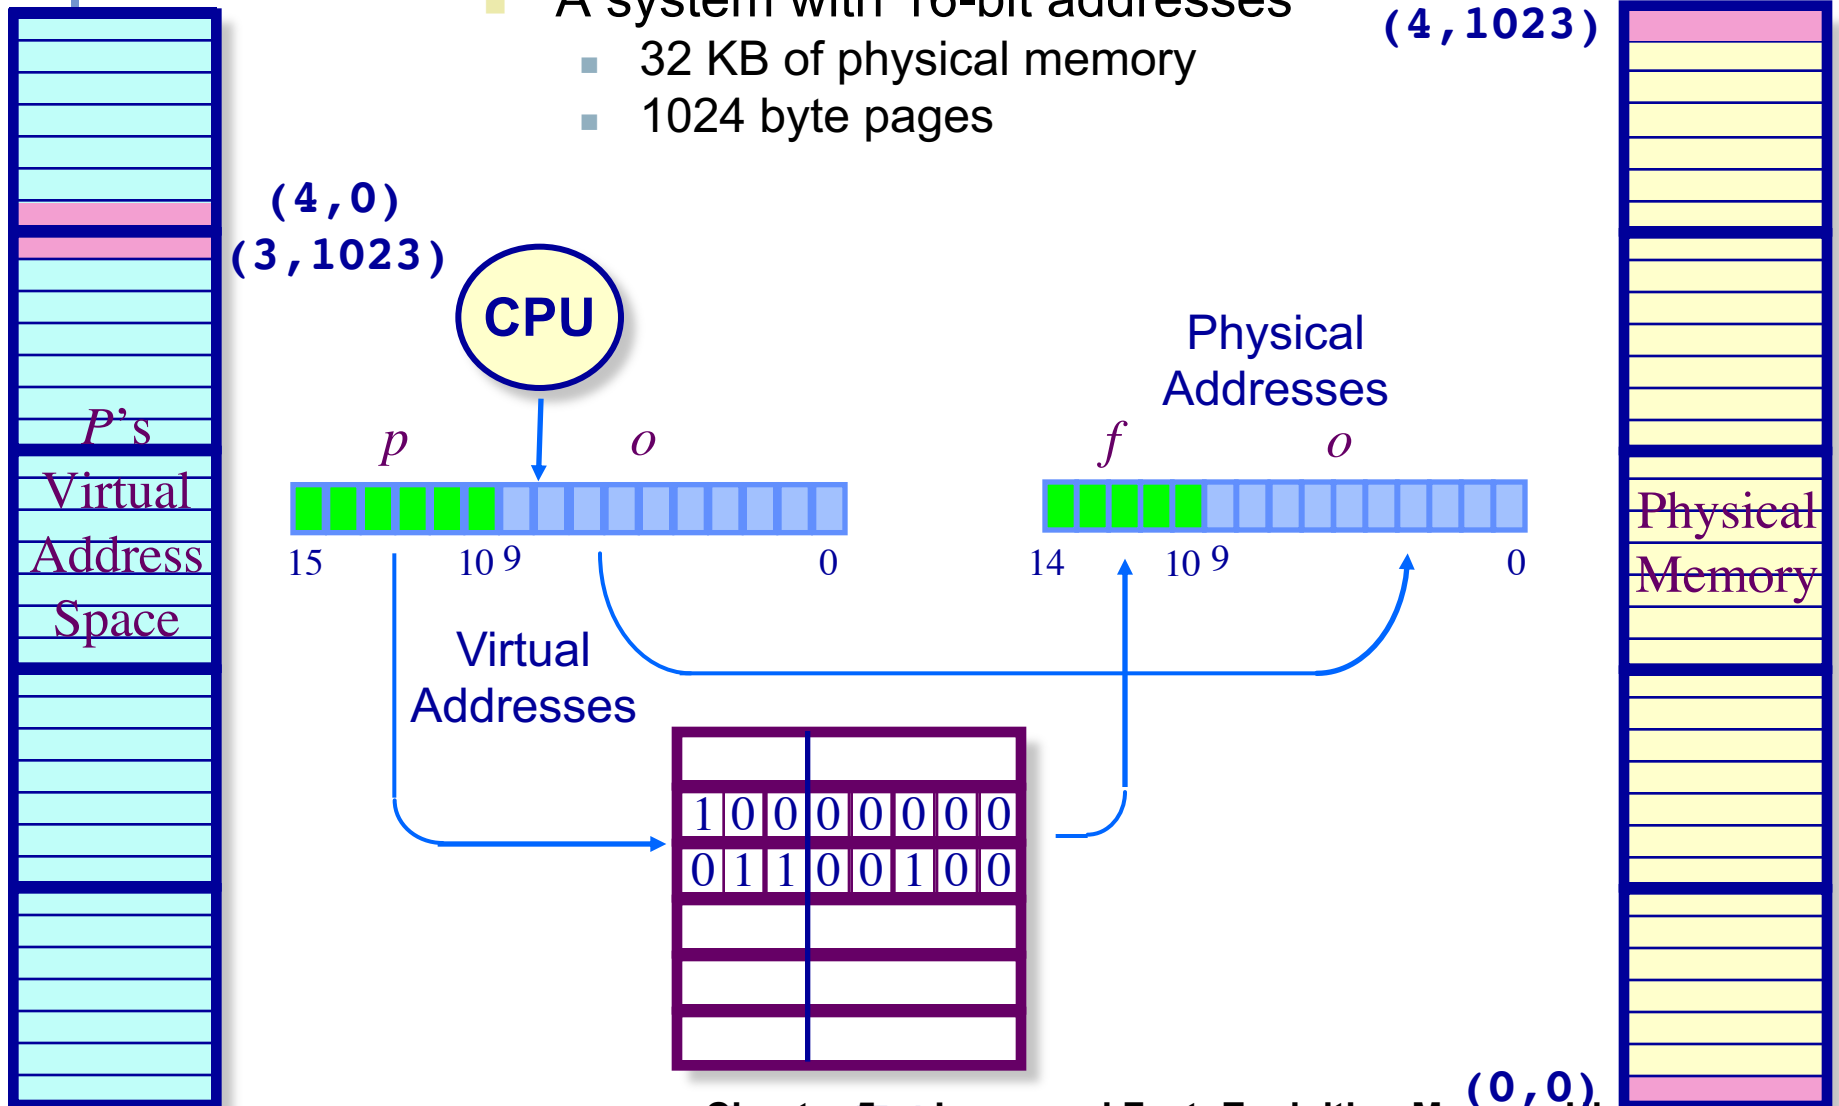 A system with 16-bit addresses
(4,1023)
32 KB of physical memory
1024 byte pages
(4,0)
(3,1023)
CPU
Physical
Addresses
P's
Virtual
Address
Space
p
o
f
o
Physical
Memory
15
10 9
0
14
10 9
0
Virtual
Addresses
1 0 0 0 0 0 0 0
0 1 1 0 0 1 0 0
(0,0)